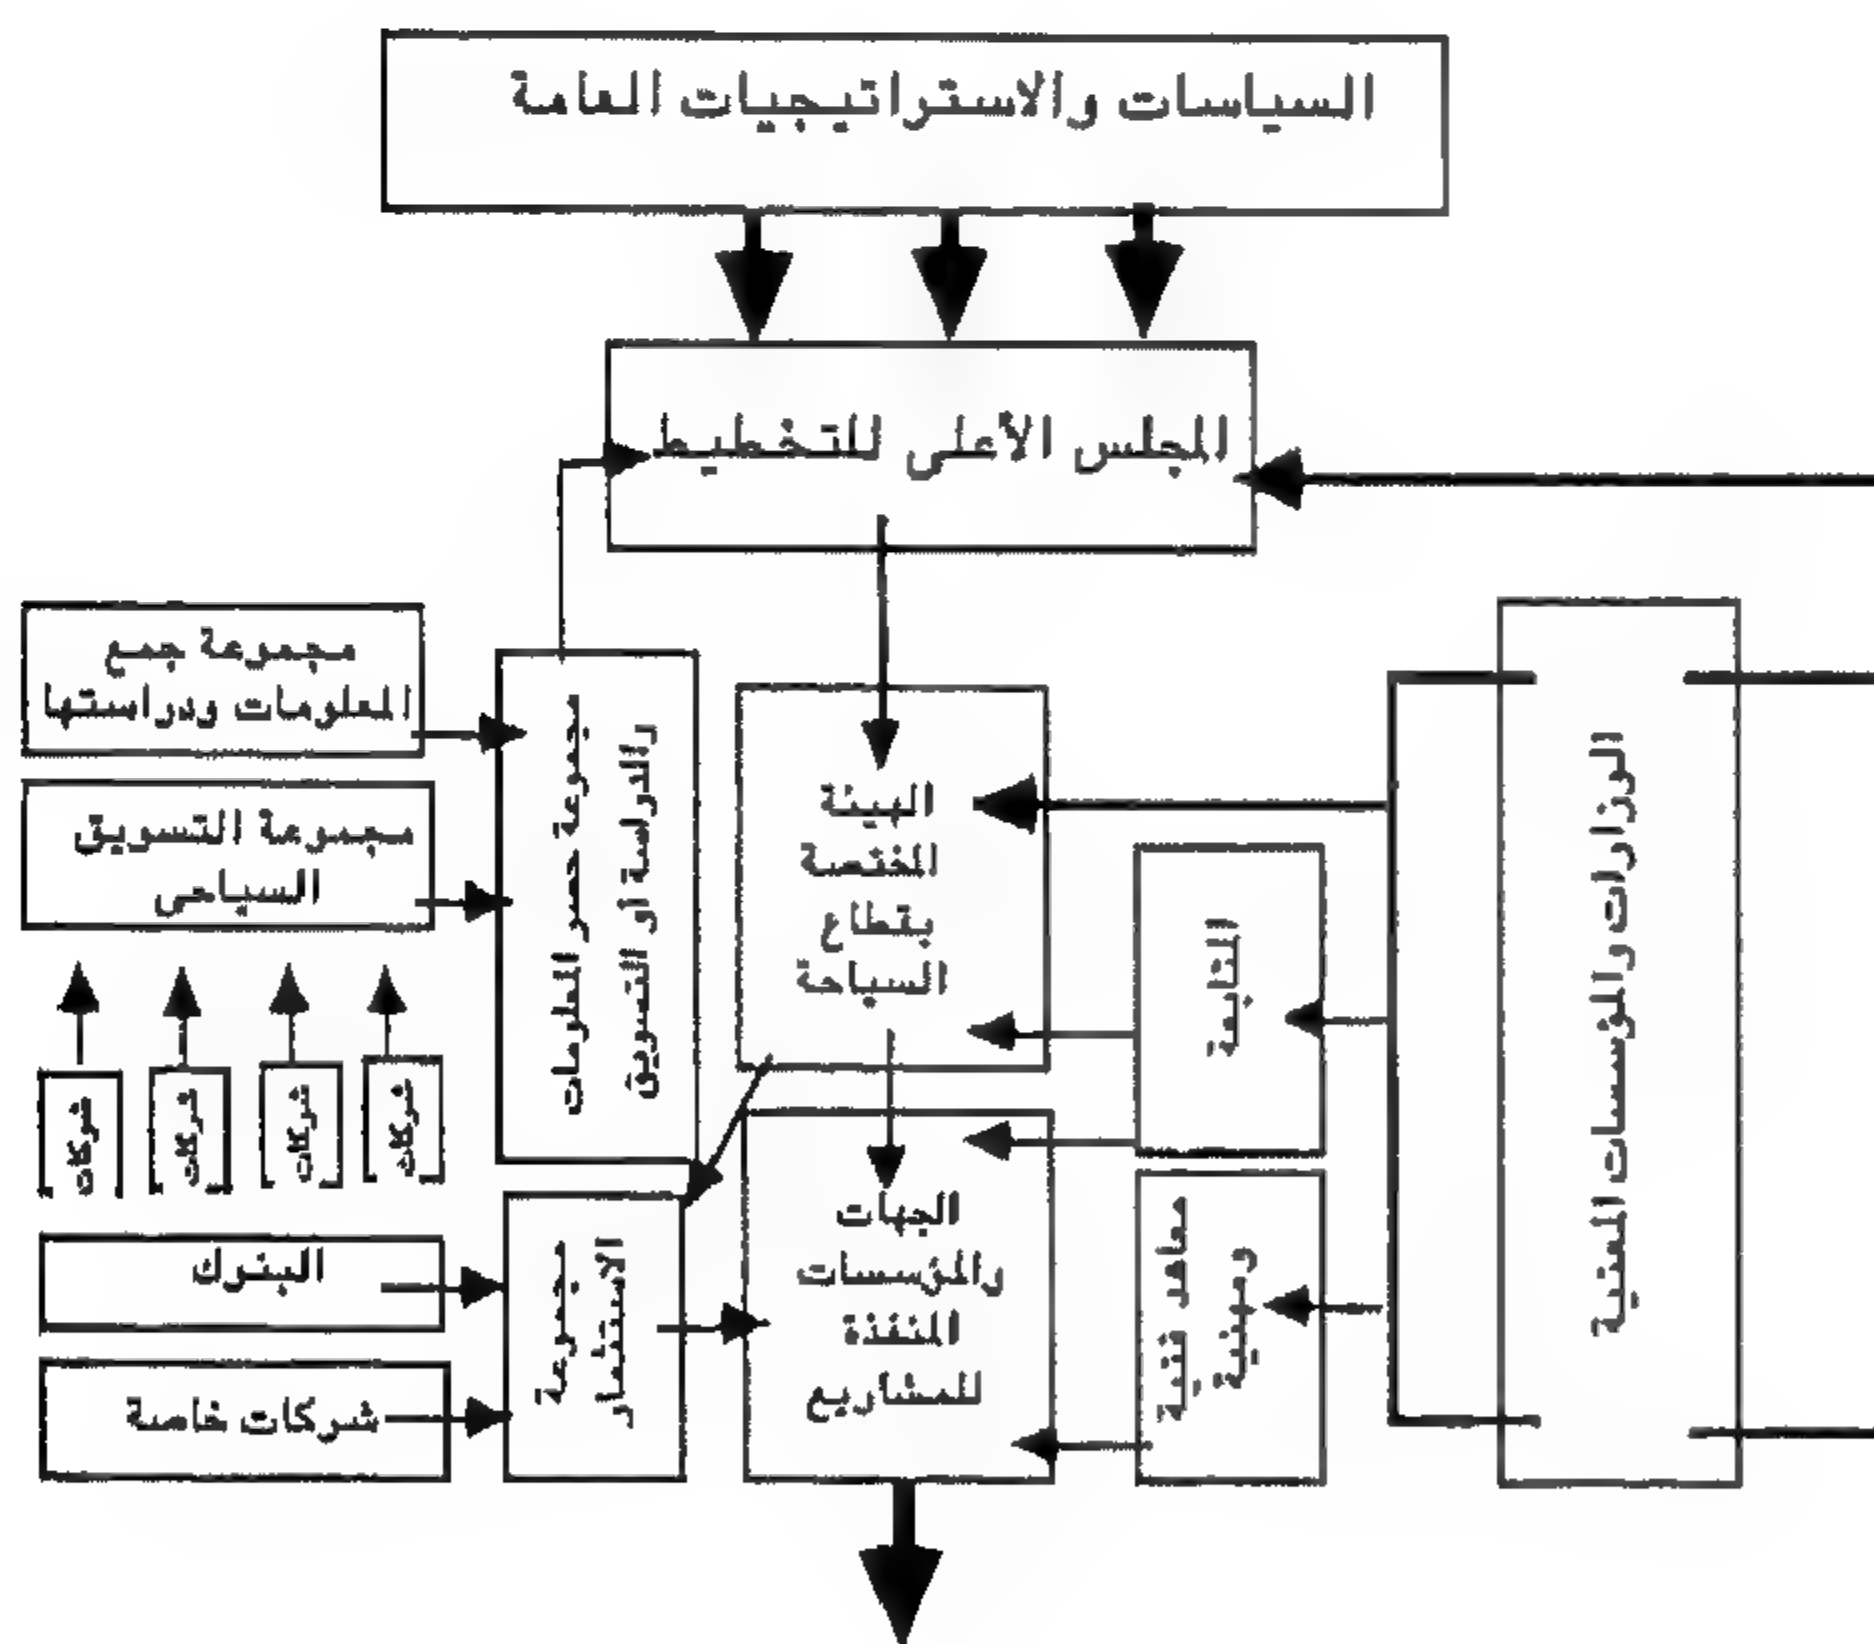 السياسات والاستراتيجيات العامة
المجلس الأعلى للتخطيط
الوزارات والمؤسسات المعنية
المتابعة
معاهد فنية
ومهنية
الهيئة
المختصة
بقطاع
السياحة
الجهات
والمؤسسات
المنفذة
للمشاريع
مجموعة حصر المعلومات
والدراسة أو التسويق
مجموعة
الاستثمار
مجموعة جمع
المعلومات ودراستها
مجموعة التسويق
السياحى
شركات
شركات
شركات
شركات
البنوك
شركات خاصة